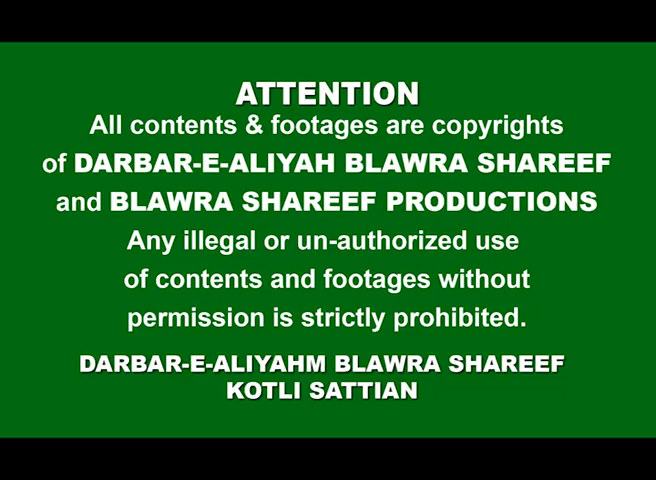 ATTENTION
All contents & footages are copyrights
of DARBAR-E-ALIYAH BLAWRA SHAREEF
and BLAWRA SHAREEF PRODUCTIONS
Any illegal or un-authorized use
of contents and footages without
permission is strictly prohibited.
DARBAR-E-ALIYAHM BLAWRA SHAREEF
KOTLI SATTIAN